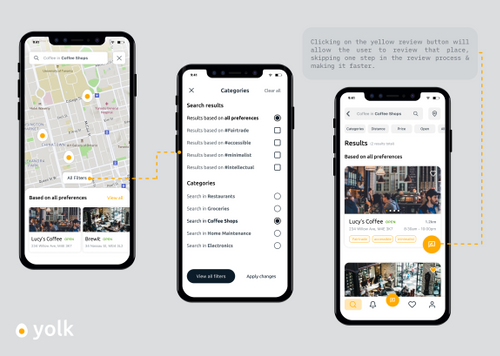 Clicking on the yellow review button will
allow the user to review that place,
skipping one step in the review process &
making it faster.
9:41
Coffee in Coffee Shops
All Filters
Based on all preferences
View all
Lucy's Coffee OPEN
Brewit OPEN
9:41
Categories
Clear all
Search results
Results based on all preferences
Results based on #Fairtrade
Results based on #accessible
Results based on #minimalist
Results based on #intellectual
Categories
Search in Restaurants
Search in Groceries
Search in Coffee Shops
Search in Home Maintenance
Search in Electronics
View all filters
Apply changes
9:41
Coffee in Coffee Shops
Categories
Distance
Price
Open
Results
Based on all preferences
Lucy's Coffee OPEN
1.2km
yolk